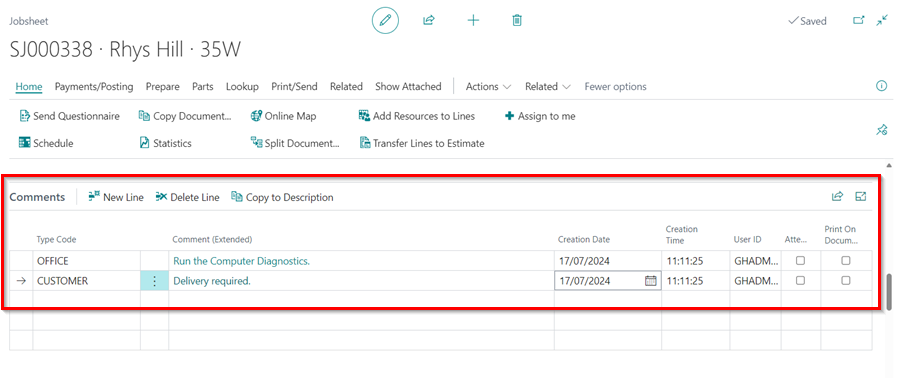 Jobsheet
Saved
SJ000338 · Rhys Hill · 35W
Home Payments/Posting Prepare Parts Lookup Print/Send Related Show Attached Actions Related Fewer options
Send Questionnaire Copy Document... Online Map Add Resources to Lines Assign to me
Schedule Statistics Split Document... Transfer Lines to Estimate
Comments New Line Delete Line Copy to Description
Type Code Comment (Extended) Creation Date Creation Time User ID Atte... Print On Docum...
OFFICE Run the Computer Diagnostics. 17/07/2024 11:11:25 GHADM...
CUSTOMER Delivery required. 17/07/2024 11:11:25 GHADM...